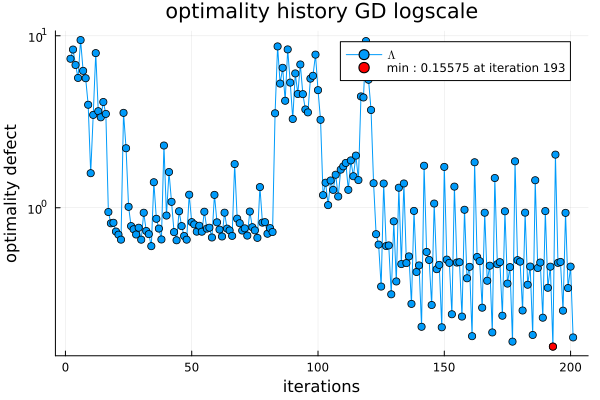 optimality history GD logscale
10¹
Λ
min : 0.15575 at iteration 193
optimality defect
10⁰
0 50 100 150 200
iterations